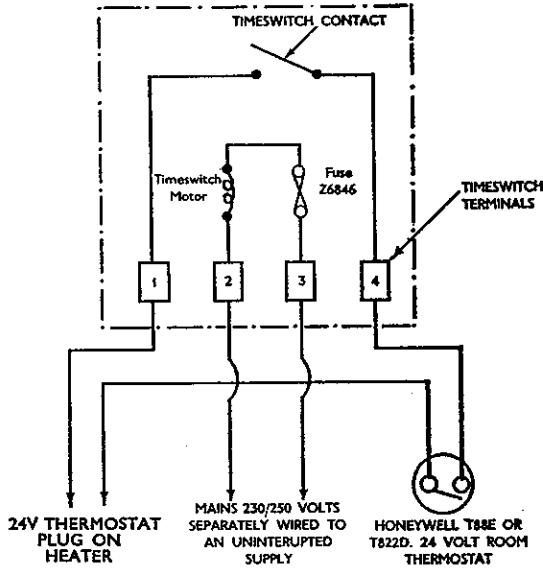 TIMESWITCH CONTACT
Timeswitch
Motor
Fuse
Z6846
TIMESWITCH
TERMINALS
1
2
3
4
24V THERMOSTAT
PLUG ON
HEATER
MAINS 230/250 VOLTS
SEPARATELY WIRED TO
AN UNINTERUPTED
SUPPLY
HONEYWELL T88E OR
T822D. 24 VOLT ROOM
THERMOSTAT